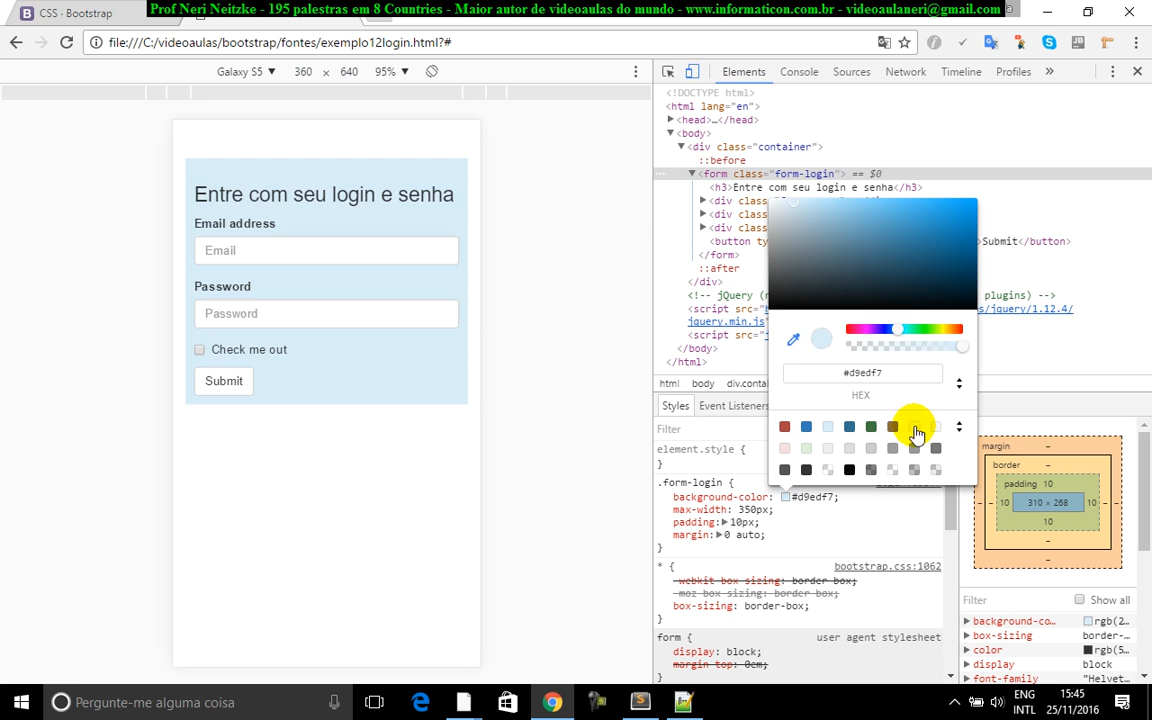 Prof Neri Neitzke - 195 palestras em 8 Countries - Maior autor de videoaulas do mundo - www.informaticon.com.br - videoaulaneri@gmail.com
CSS · Bootstrap
file:///C:/videoaulas/bootstrap/fontes/exemplo12login.html?#
Galaxy S5 ▼ 360 × 640 95% ▼
Elements Console Sources Network Timeline Profiles »
<!DOCTYPE html>
<html lang="en">
▶<head>…</head>
▼<body>
▼<div class="container">
::before
▼<form class="form-login"> == $0
<h3>Entre com seu login e senha</h3>
▶<div clas
▶<div clas
▶<div clas
<button ty
Submit</button>
</form>
::after
</div>
<!-- jQuery (n
plugins) -->
<script src="h
s/jquery/1.12.4/
jquery.min.js"
<script src="j
</body>
</html>
html body div.conta
Styles Event Listeners
Filter
element.style {
}
.form-login {
background-color: #d9edf7;
max-width: 350px;
padding:▶10px;
margin:▶0 auto;
}
* {
bootstrap.css:1062
-webkit-box-sizing: border-box;
-moz-box-sizing: border-box;
box-sizing: border-box;
}
form {
user agent stylesheet
display: block;
margin-top: 0em;
#d9edf7
HEX
margin –
border –
padding 10
– – 10 310 × 268 10 – –
10
–
–
Filter Show all
▶background-co… rgb(2…
▶box-sizing border-…
▶color rgb(5…
▶display block
▶font-family "Helvet…
Entre com seu login e senha
Email address
Email
Password
Password
Check me out
Submit
Pergunte-me alguma coisa
ENG
INTL
15:45
25/11/2016